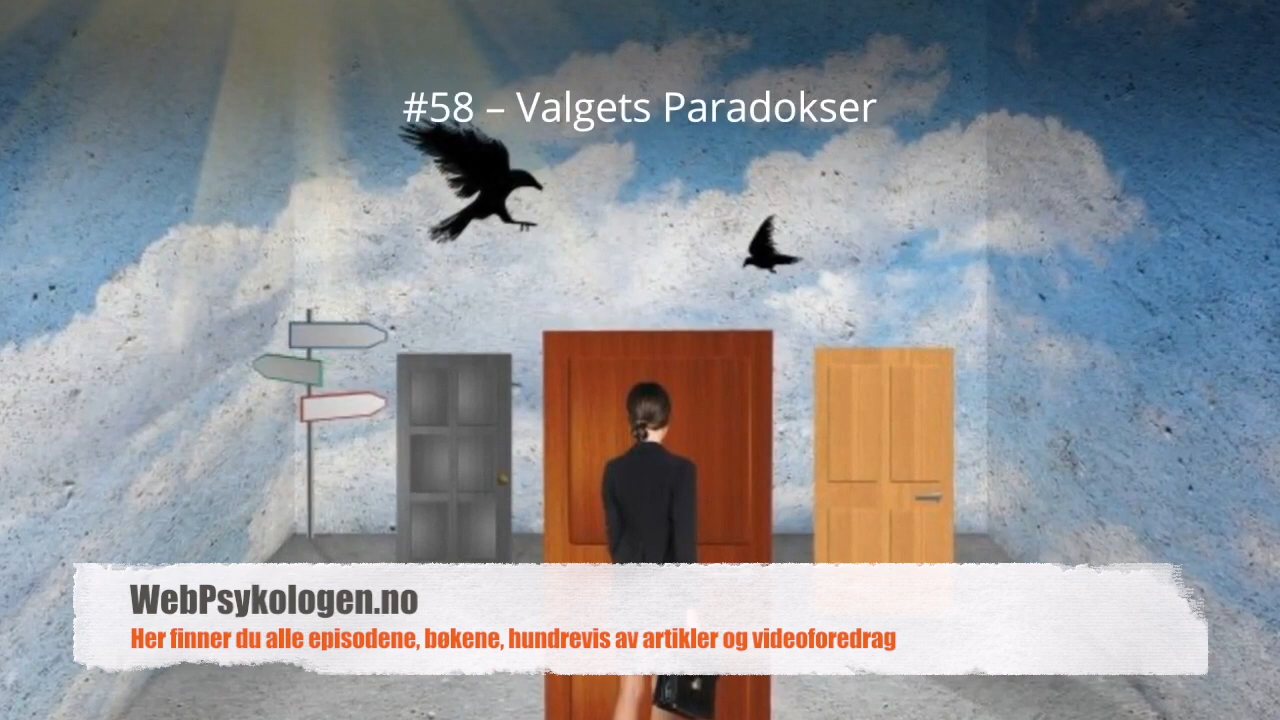 #58 – Valgets Paradokser
WebPsykologen.no
Her finner du alle episodene, bøkene, hundrevis av artikler og videoforedrag